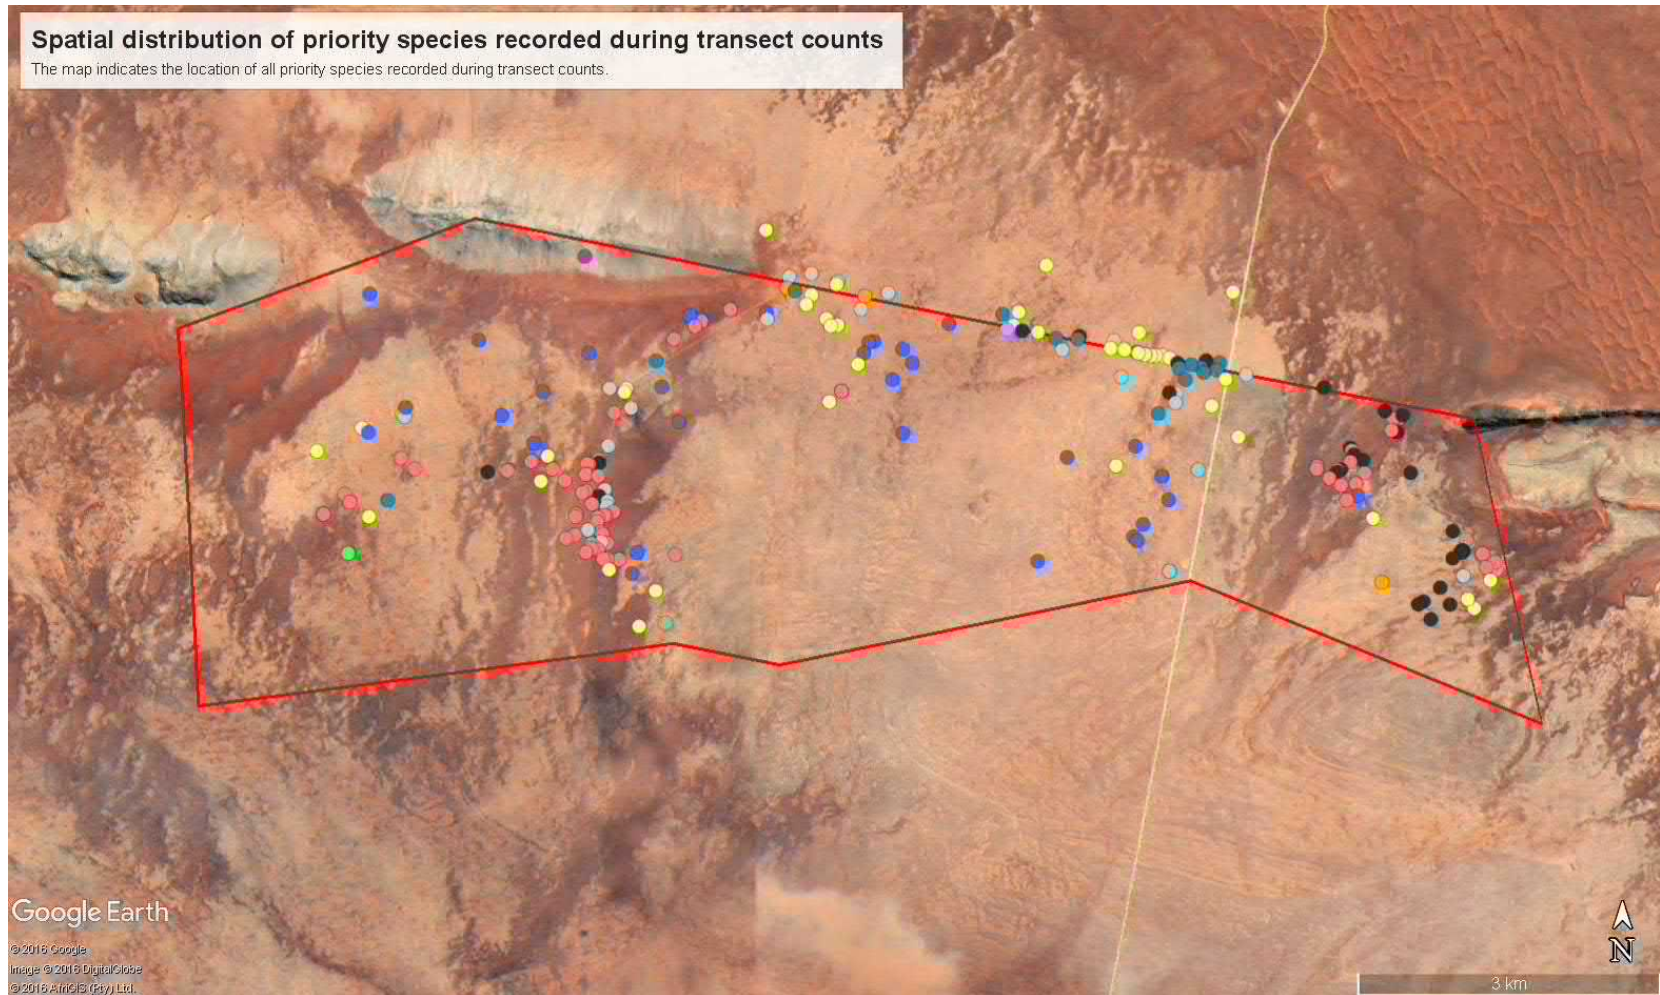 Spatial distribution of priority species recorded during transect counts
The map indicates the location of all priority species recorded during transect counts.
Google Earth
© 2016 Google
Image © 2016 DigitalGlobe
© 2016 AfriGIS (Pty) Ltd.
N
3 km